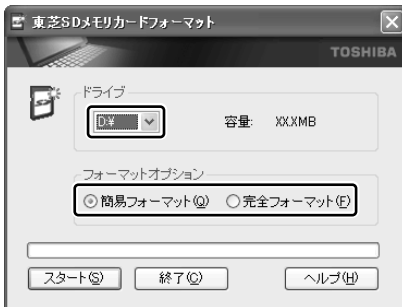 東芝SDメモリカードフォーマット
TOSHIBA
ドライブ
D:¥ 容量: XX.XMB
フォーマットオプション
簡易フォーマット(Q) 完全フォーマット(F)
スタート(S) 終了(C) ヘルプ(H)